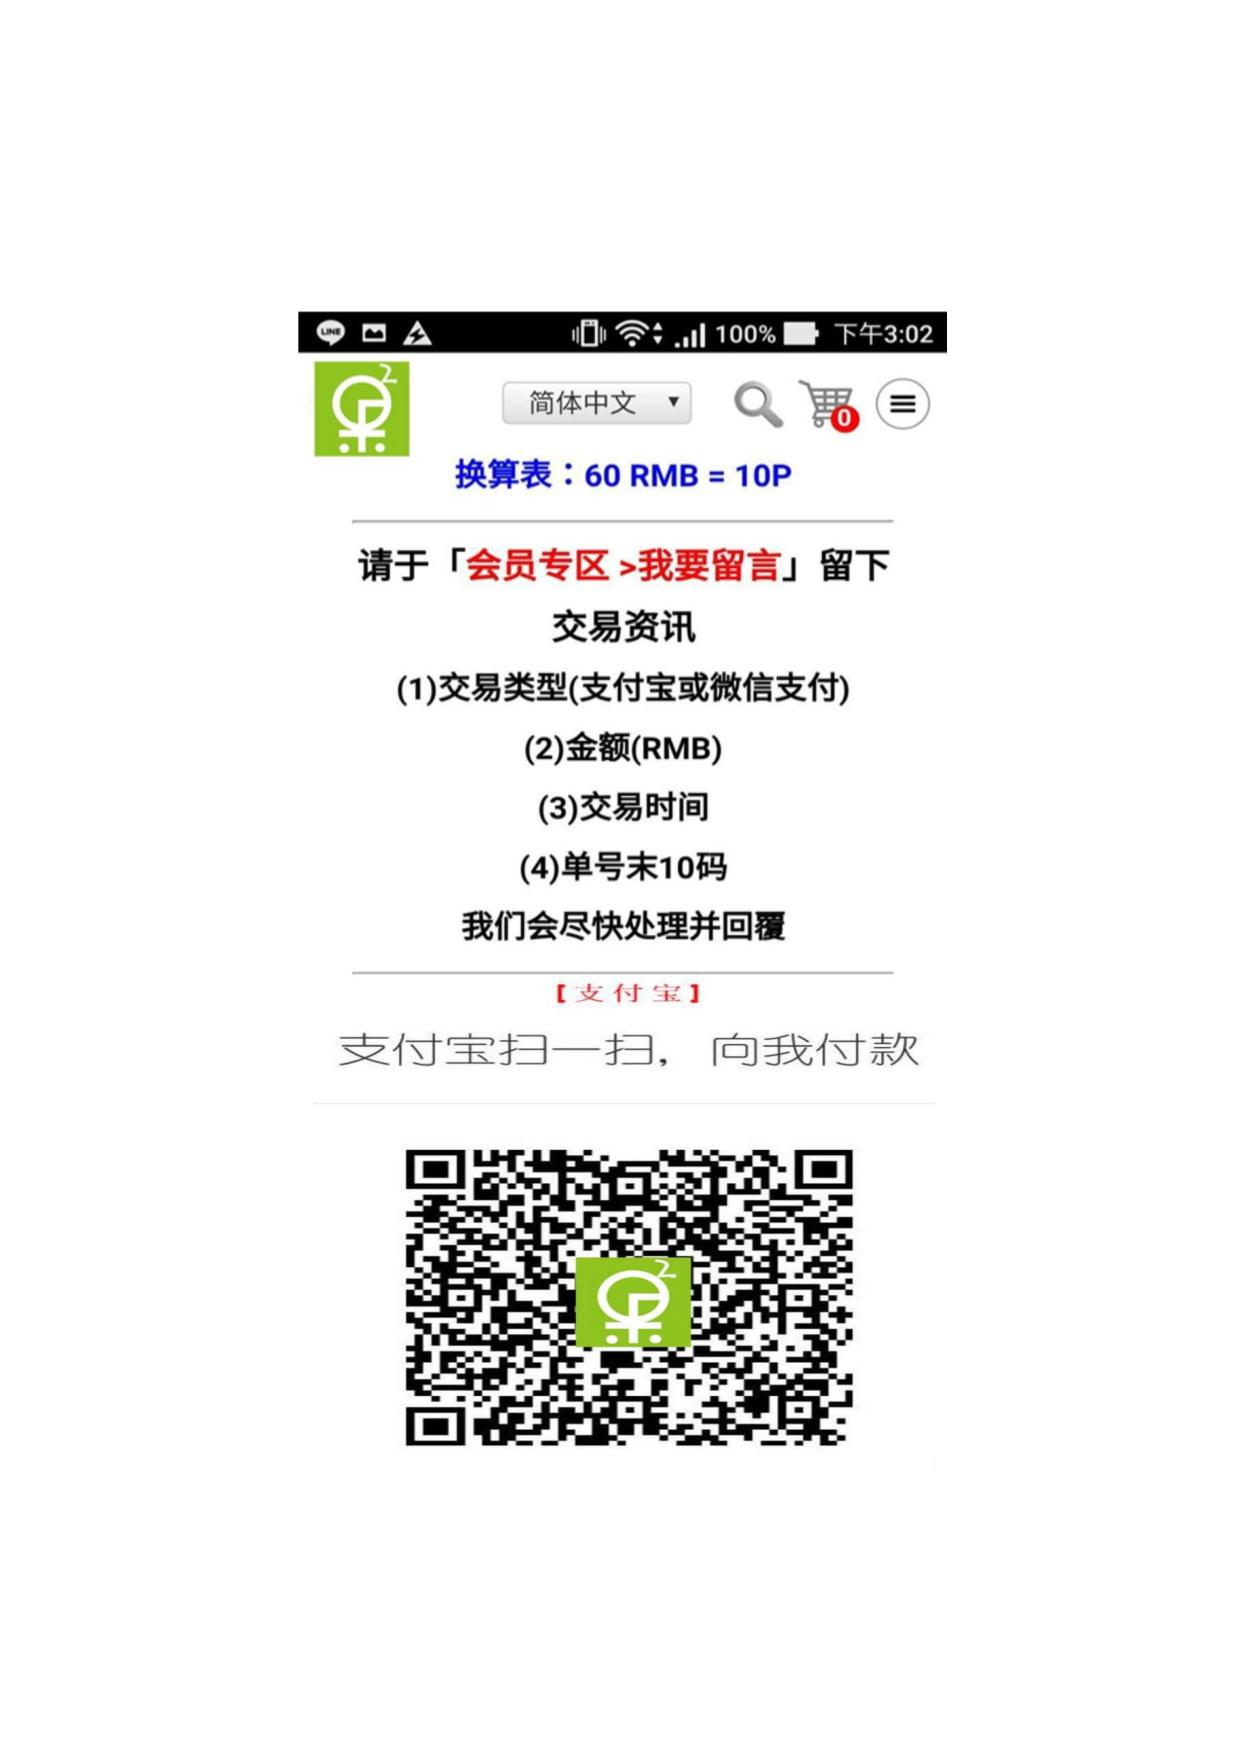 LINE 100% 下午3:02
简体中文 0
换算表：60 RMB = 10P
请于「会员专区 >我要留言」留下
交易资讯
(1)交易类型(支付宝或微信支付)
(2)金额(RMB)
(3)交易时间
(4)单号末10码
我们会尽快处理并回覆
【支付宝】
支付宝扫一扫，向我付款